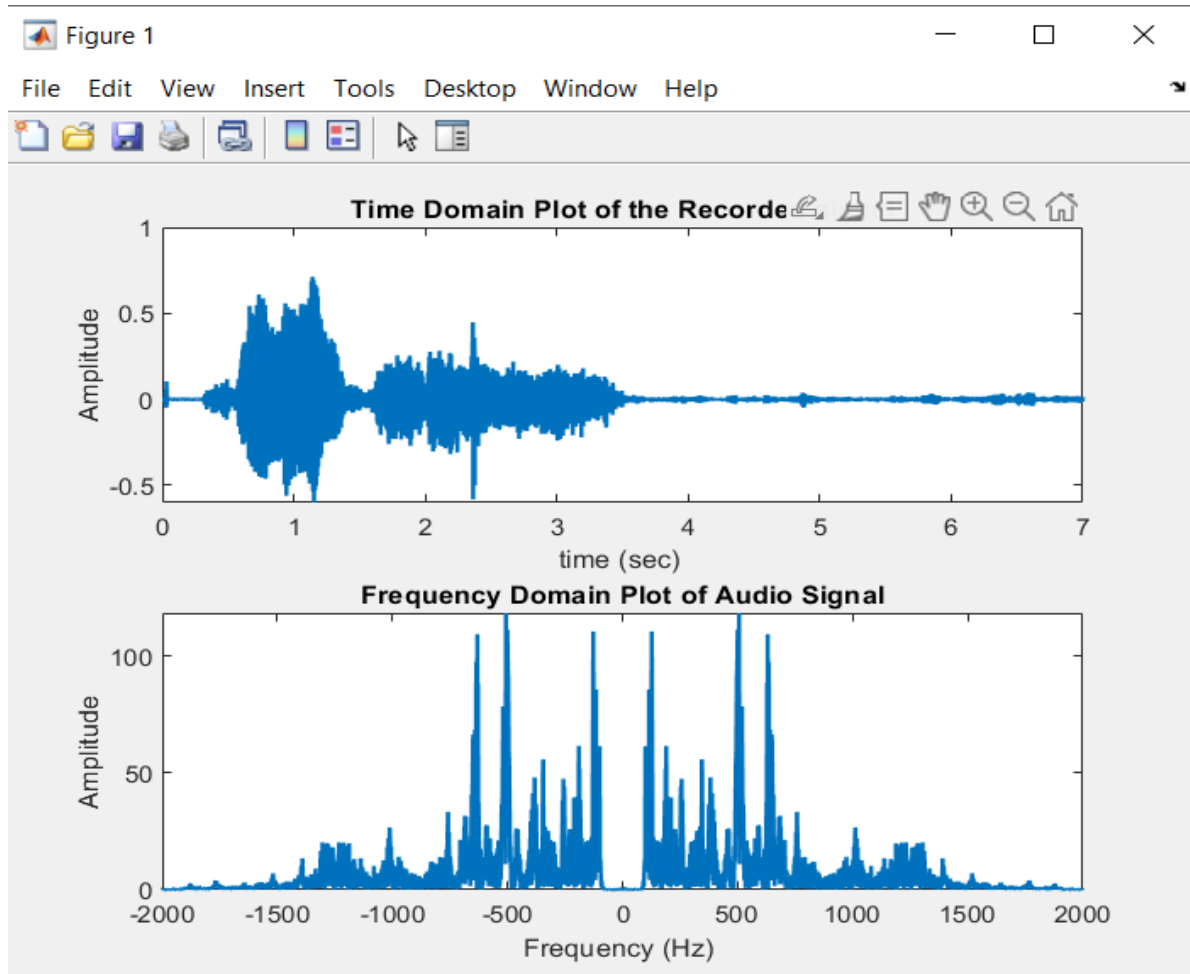 Figure 1
File Edit View Insert Tools Desktop Window Help
Time Domain Plot of the Recorde
1
0.5
0
-0.5
Amplitude
0 1 2 3 4 5 6 7
time (sec)
Frequency Domain Plot of Audio Signal
100
50
0
Amplitude
-2000 -1500 -1000 -500 0 500 1000 1500 2000
Frequency (Hz)